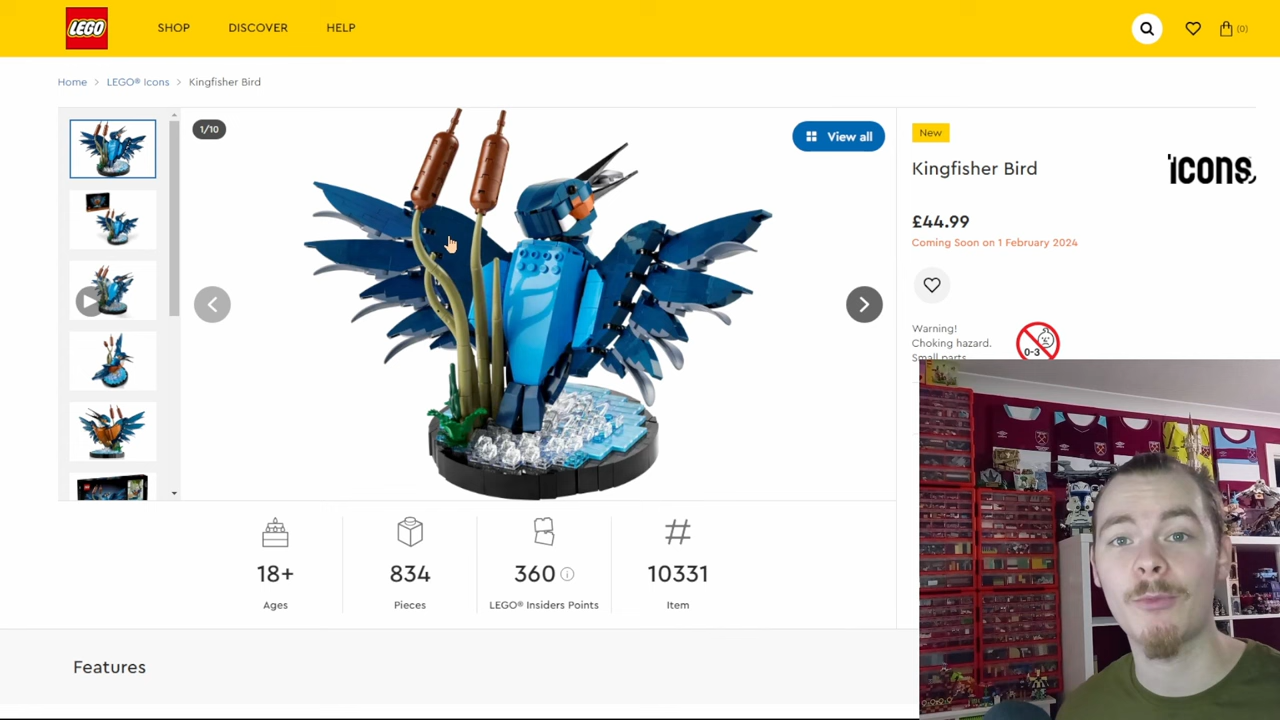 LEGO
SHOP
DISCOVER
HELP
(0)
Home > LEGO® Icons > Kingfisher Bird
1/10
View all
New
Kingfisher Bird
icons
£44.99
Coming Soon on 1 February 2024
Warning!
Choking hazard.
Small parts
0-3
18+
Ages
834
Pieces
360
LEGO® Insiders Points
#
10331
Item
Features